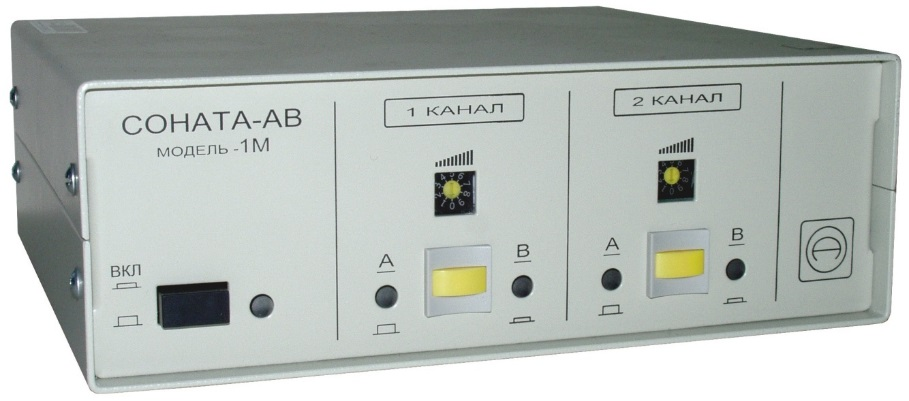 СОНАТА-АВ
МОДЕЛЬ -1М
ВКЛ
1 КАНАЛ
А
В
2 КАНАЛ
А
В